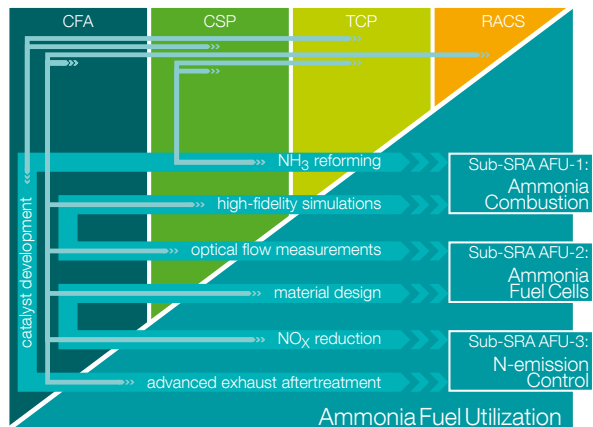 CFA CSP TCP RACS
catalyst development
NH3 reforming
high-fidelity simulations
optical flow measurements
material design
NOX reduction
advanced exhaust aftertreatment
Sub-SRA AFU-1:
Ammonia
Combustion
Sub-SRA AFU-2:
Ammonia
Fuel Cells
Sub-SRA AFU-3:
N-emission
Control
Ammonia Fuel Utilization